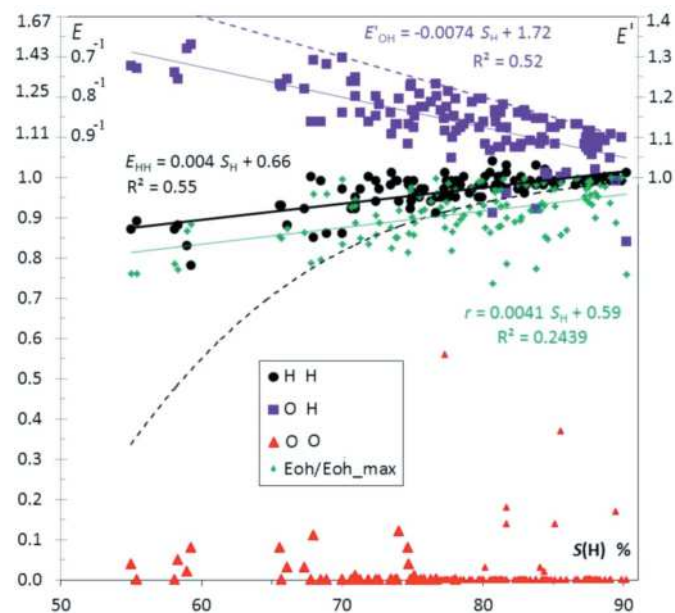 1.67
1.43
1.25
1.11
1.0
0.9
0.8
0.7
0.6
0.5
0.4
0.3
0.2
0.1
0.0
E
0.7⁻¹
0.8⁻¹
0.9⁻¹
E'
1.4
1.3
1.2
1.1
1.0
E'OH = -0.0074 SH + 1.72
R² = 0.52
EHH = 0.004 SH + 0.66
R² = 0.55
r = 0.0041 SH + 0.59
R² = 0.2439
H H
O H
O O
Eoh/Eoh_max
S(H) %
50 60 70 80 90